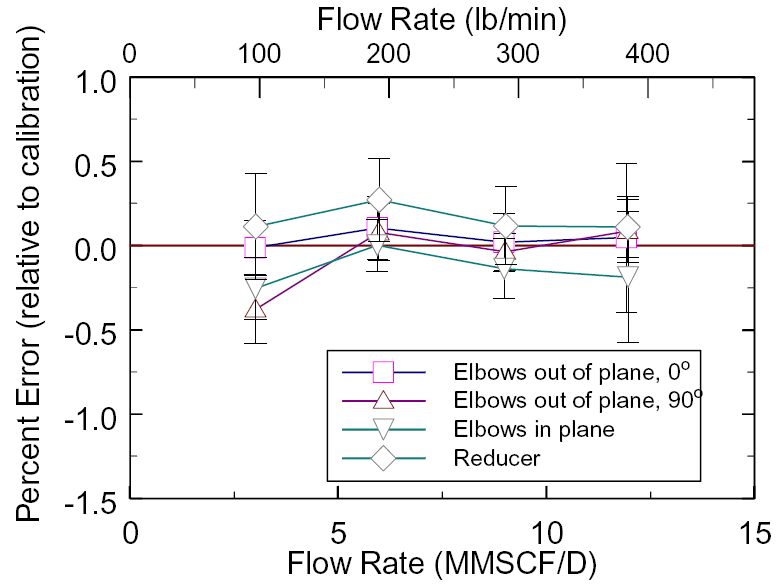 Flow Rate (lb/min)
0 100 200 300 400
Percent Error (relative to calibration)
1.0
0.5
0.0
-0.5
-1.0
-1.5
Elbows out of plane, 0°
Elbows out of plane, 90°
Elbows in plane
Reducer
0 5 10 15
Flow Rate (MMSCF/D)